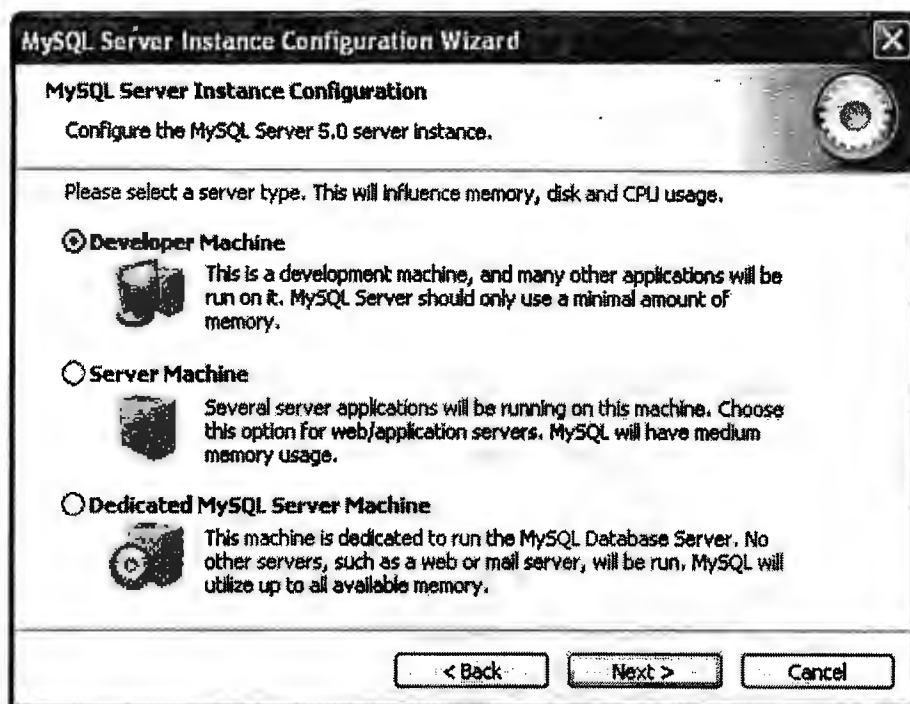 MySQL Server Instance Configuration Wizard
MySQL Server Instance Configuration
Configure the MySQL Server 5.0 server instance.
Please select a server type. This will influence memory, disk and CPU usage.
Developer Machine
This is a development machine, and many other applications will be
run on it. MySQL Server should only use a minimal amount of
memory.
Server Machine
Several server applications will be running on this machine. Choose
this option for web/application servers. MySQL will have medium
memory usage.
Dedicated MySQL Server Machine
This machine is dedicated to run the MySQL Database Server. No
other servers, such as a web or mail server, will be run. MySQL will
utilize up to all available memory.
< Back Next > Cancel